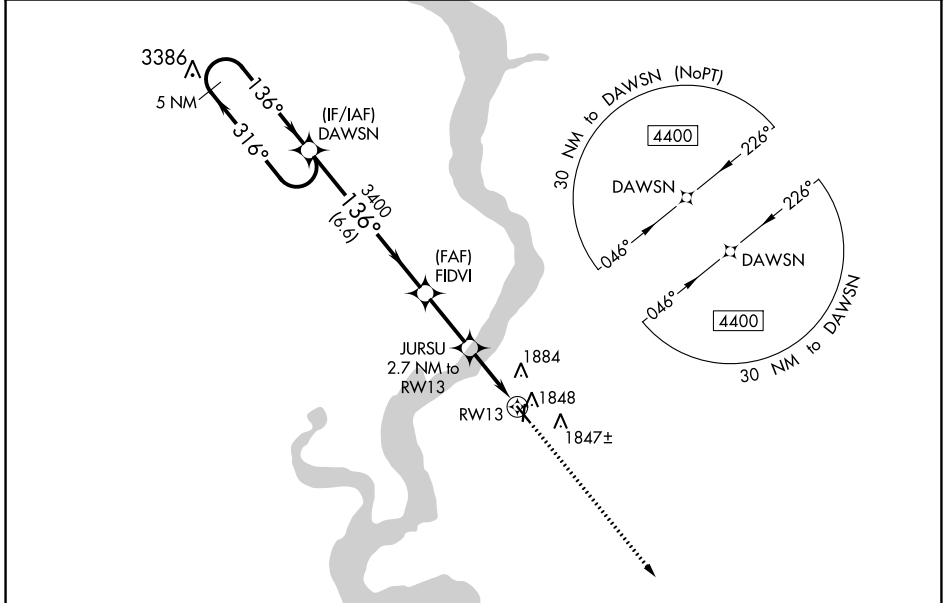 3386
5 NM
136°
316°
(IF/IAF)
DAWSN
3400
136°
(6.6)
(FAF)
FIDVI
JURSU
2.7 NM to
RW13
RW13
1884
1848
1847±
30 NM to DAWSN (NoPT)
4400
226°
DAWSN
046°
226°
DAWSN
046°
4400
30 NM to DAWSN